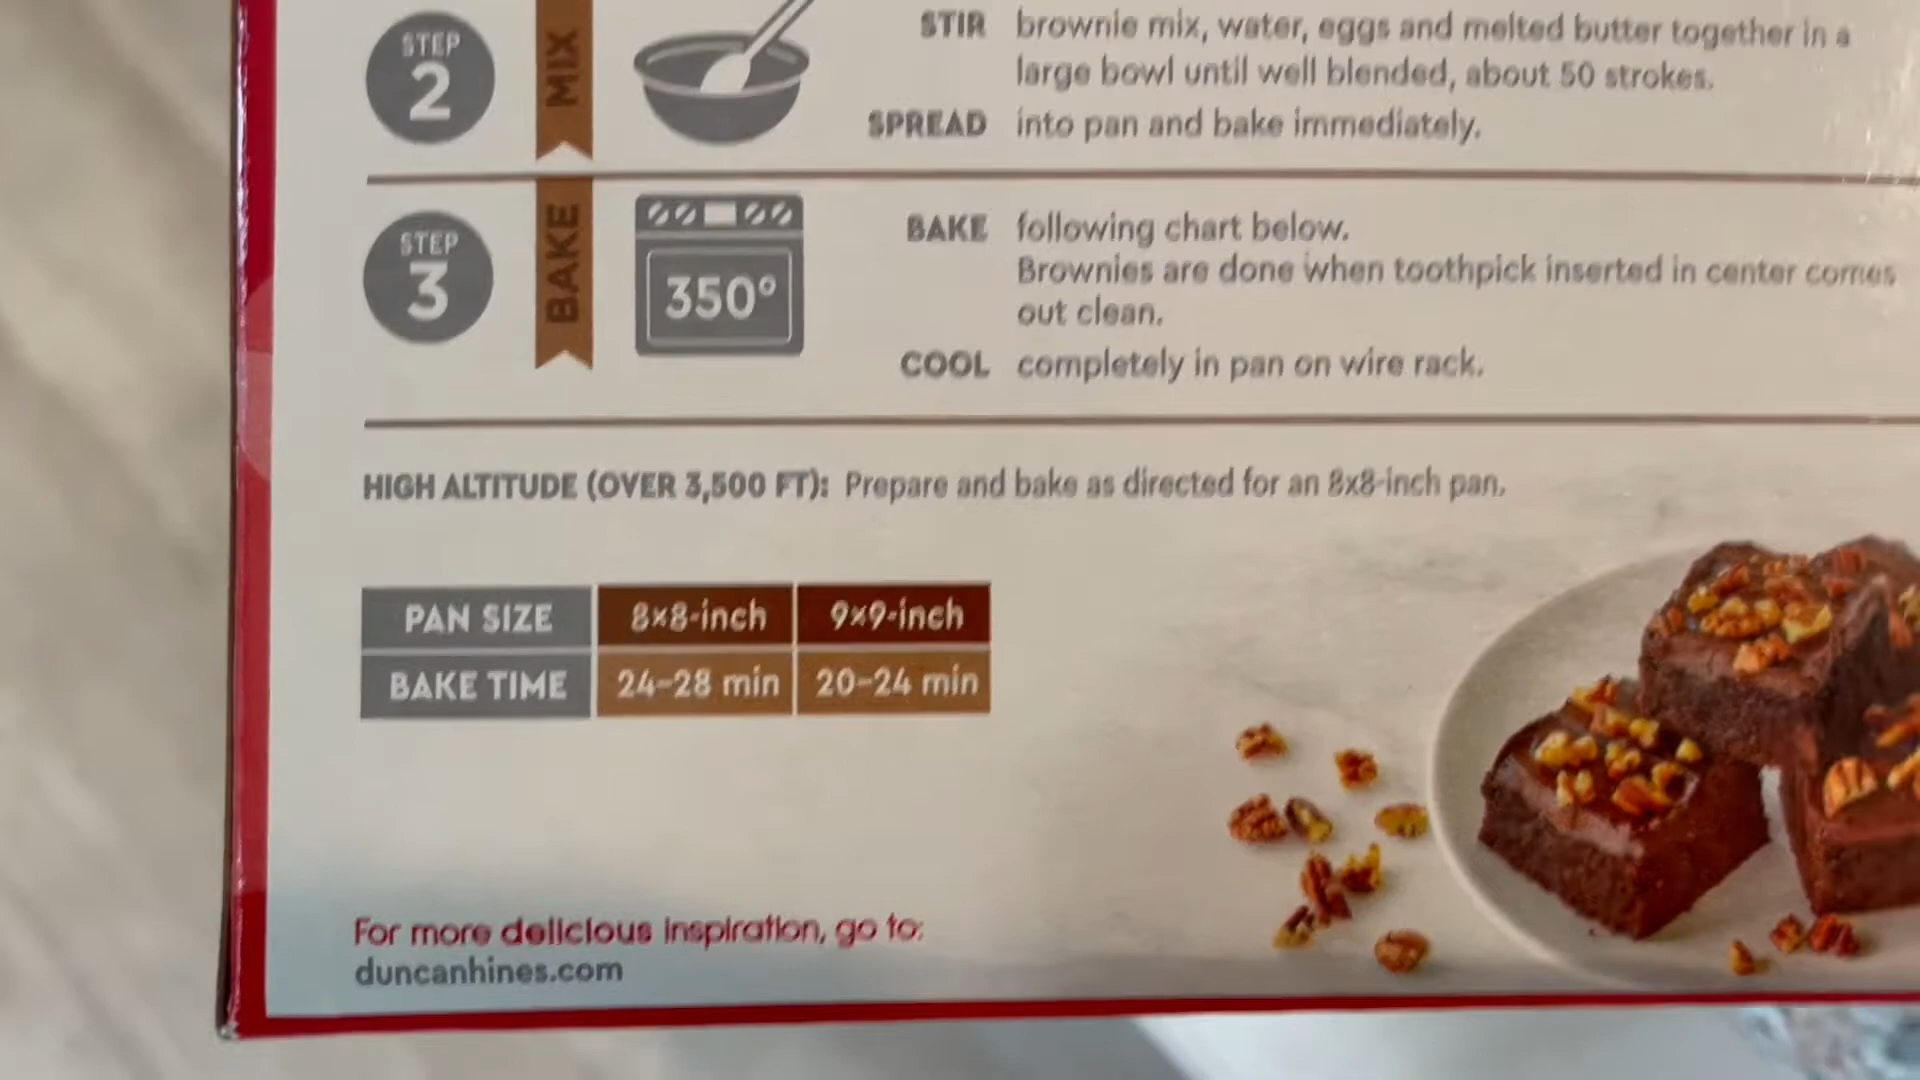 STEP
2
MIX
STIR brownie mix, water, eggs and melted butter together in a
large bowl until well blended, about 50 strokes.
SPREAD into pan and bake immediately.
STEP
3
BAKE
350°
BAKE following chart below.
Brownies are done when toothpick inserted in center comes
out clean.
COOL completely in pan on wire rack.
HIGH ALTITUDE (OVER 3,500 FT): Prepare and bake as directed for an 8x8-inch pan.
PAN SIZE 8×8-inch 9×9-inch
BAKE TIME 24–28 min 20–24 min
For more delicious inspiration, go to:
duncanhines.com